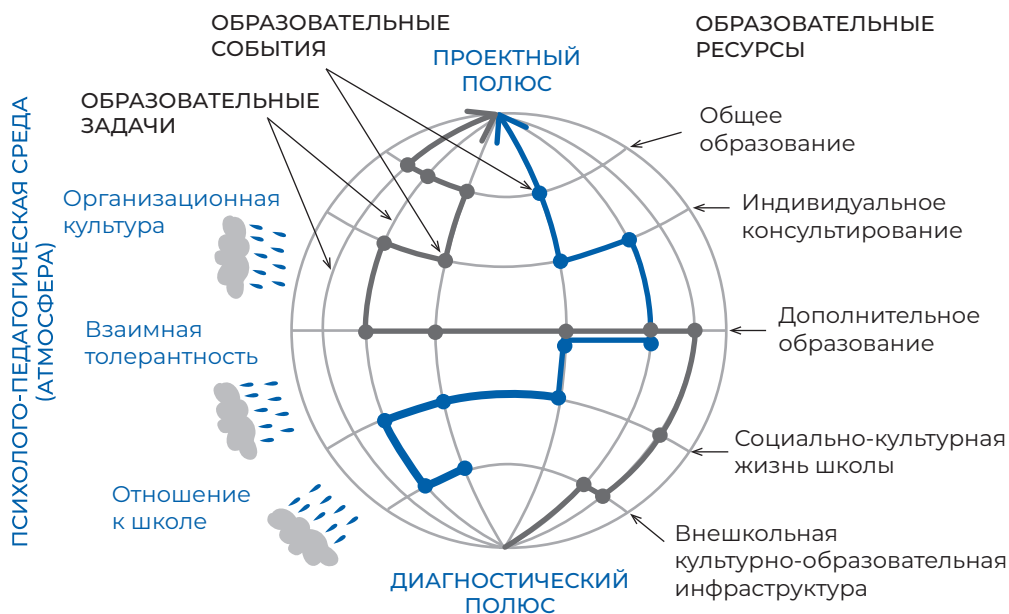 ОБРАЗОВАТЕЛЬНЫЕ
СОБЫТИЯ
ОБРАЗОВАТЕЛЬНЫЕ
РЕСУРСЫ
ПРОЕКТНЫЙ
ПОЛЮС
ОБРАЗОВАТЕЛЬНЫЕ
ЗАДАЧИ
ПСИХОЛОГО-ПЕДАГОГИЧЕСКАЯ СРЕДА
(АТМОСФЕРА)
Организационная
культура
Взаимная
толерантность
Отношение
к школе
Общее
образование
Индивидуальное
консультирование
Дополнительное
образование
Социально-культурная
жизнь школы
Внешкольная
культурно-образовательная
инфраструктура
ДИАГНОСТИЧЕСКИЙ
ПОЛЮС